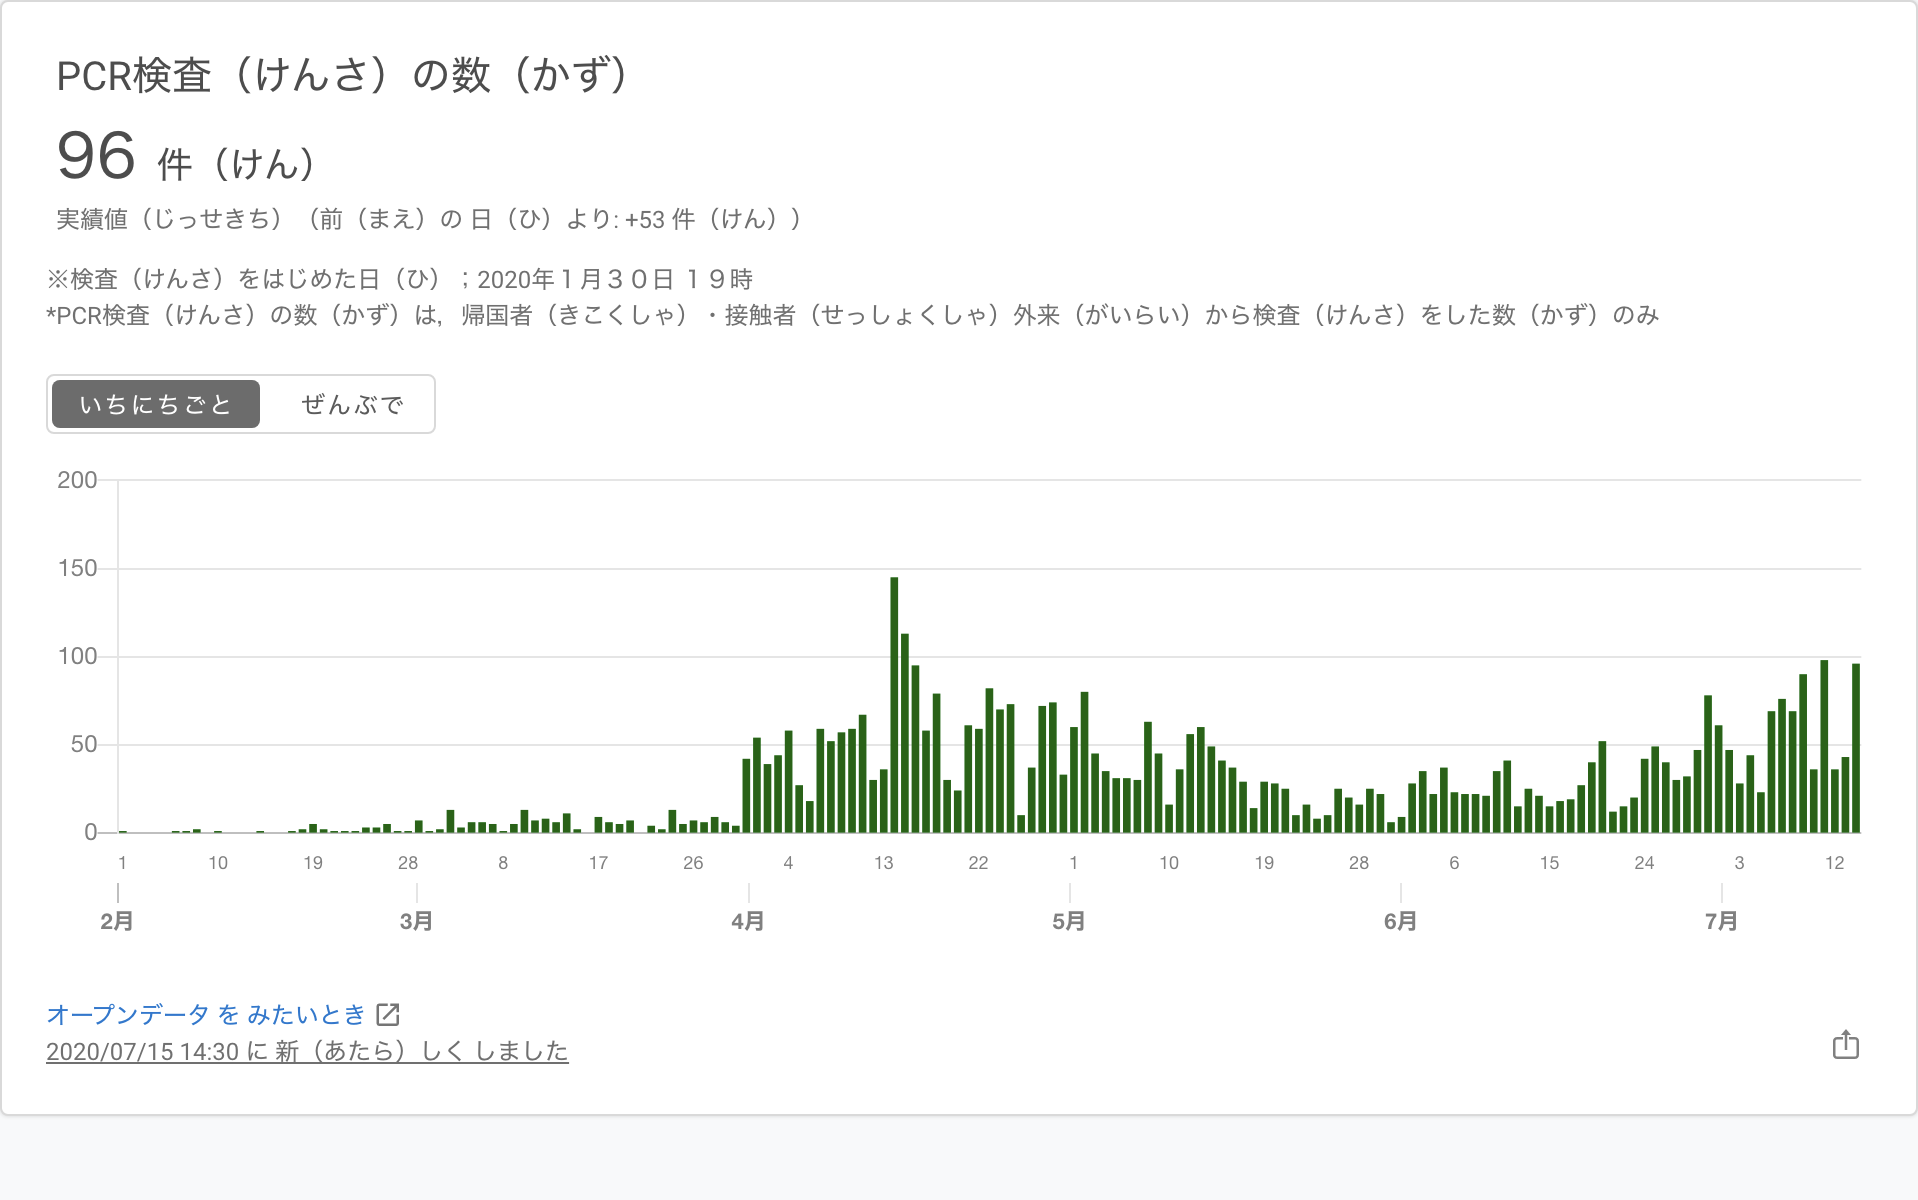 PCR検査（けんさ）の数（かず）
96 件（けん）
実績値（じっせきち）（前（まえ）の 日（ひ）より: +53 件（けん））
※検査（けんさ）をはじめた日（ひ）；2020年１月３０日１９時
*PCR検査（けんさ）の数（かず）は，帰国者（きこくしゃ）・接触者（せっしょくしゃ）外来（がいらい）から検査（けんさ）をした数（かず）のみ
いちにちごと ぜんぶで
200
150
100
50
0
1 10 19 28 8 17 26 4 13 22 1 10 19 28 6 15 24 3 12
2月 3月 4月 5月 6月 7月
オープンデータ を みたいとき
2020/07/15 14:30 に 新（あたら）しく しました